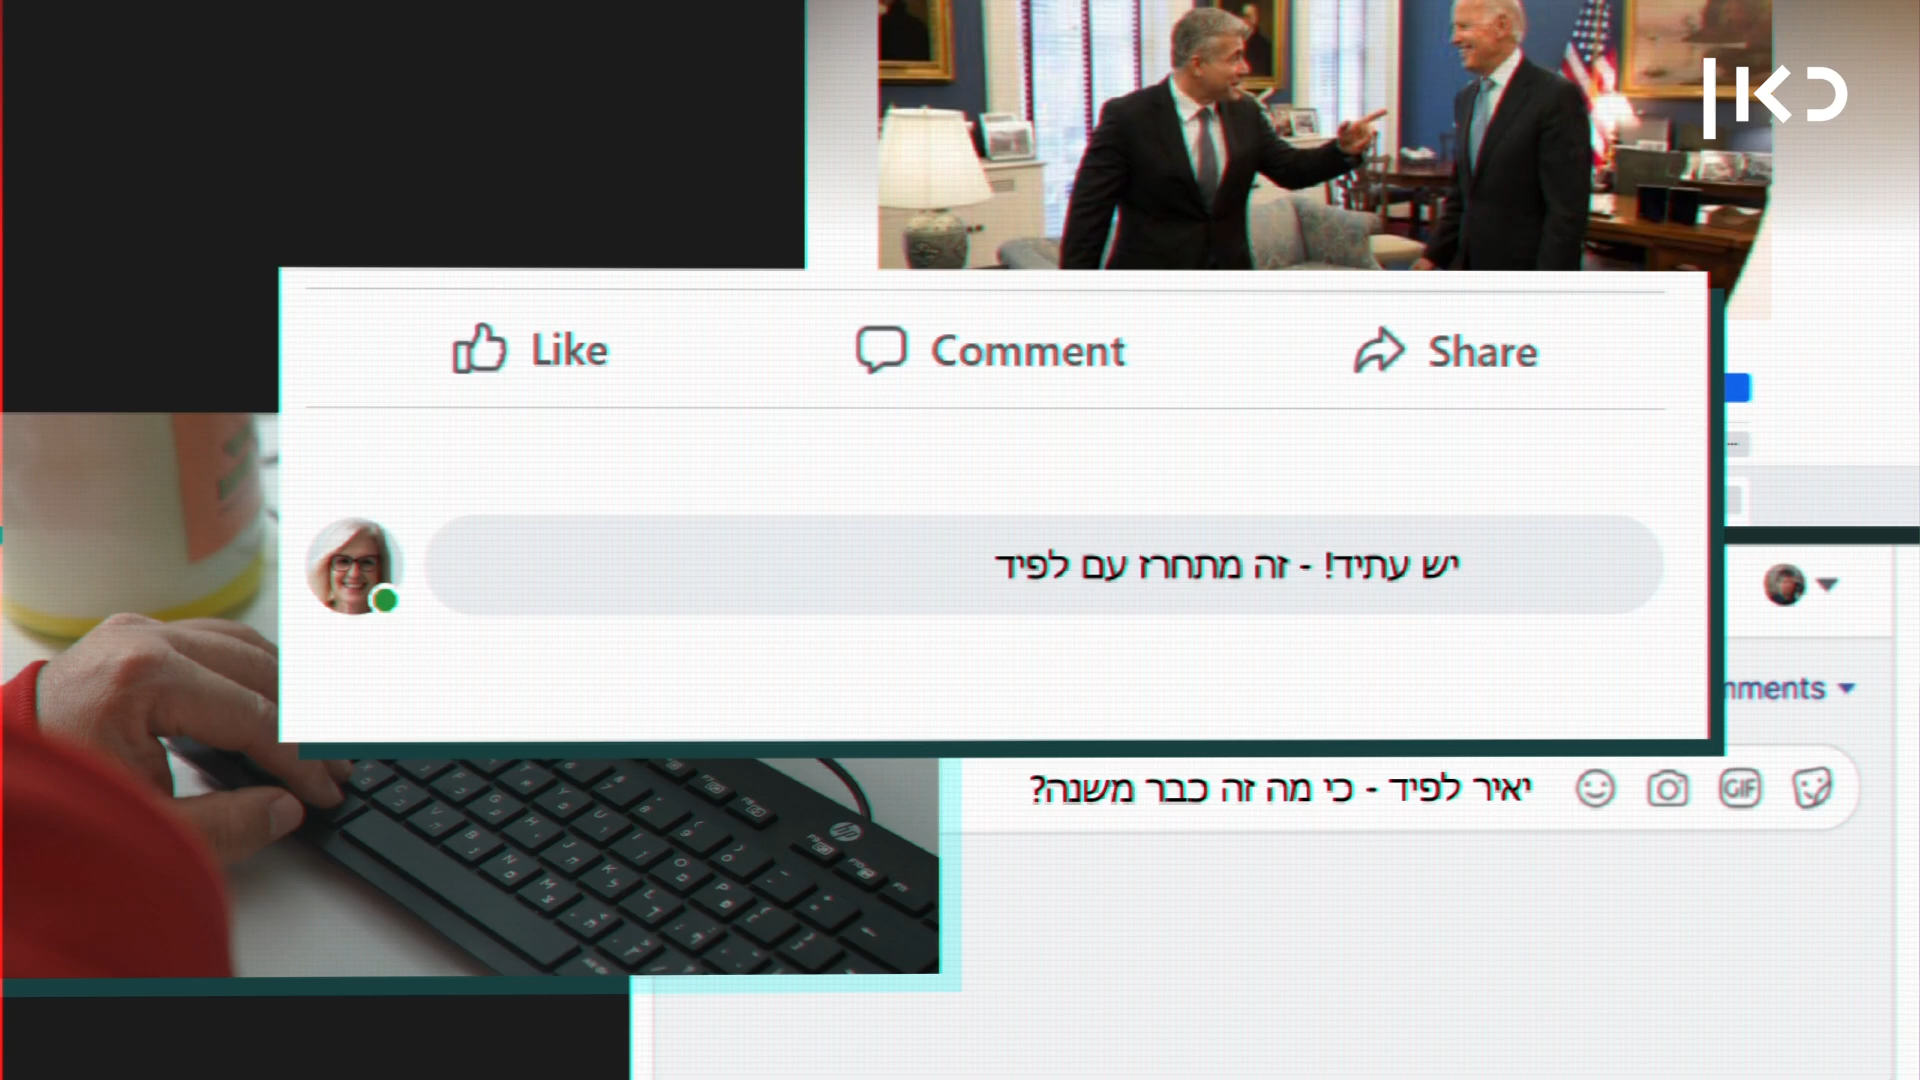 כאן
Like
Comment
Share
יש עתיד! - זה מתחרז עם לפיד
mments
יאיר לפיד - כי מה זה כבר משנה?
GIF
hp